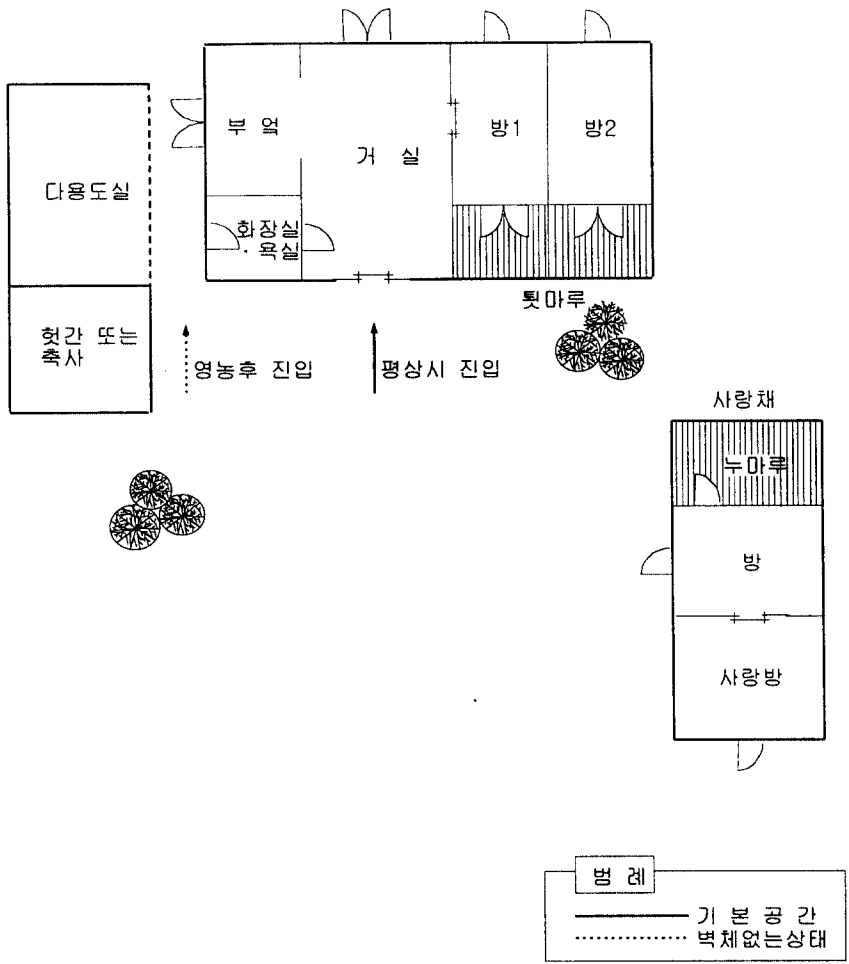 부 엌
거 실
방1
방2
다용도실
화장실
· 욕실
툇마루
헛간 또는
축사
영농후 진입
평상시 진입
사랑채
누마루
방
사랑방
범 례
기 본 공 간
벽체없는상태